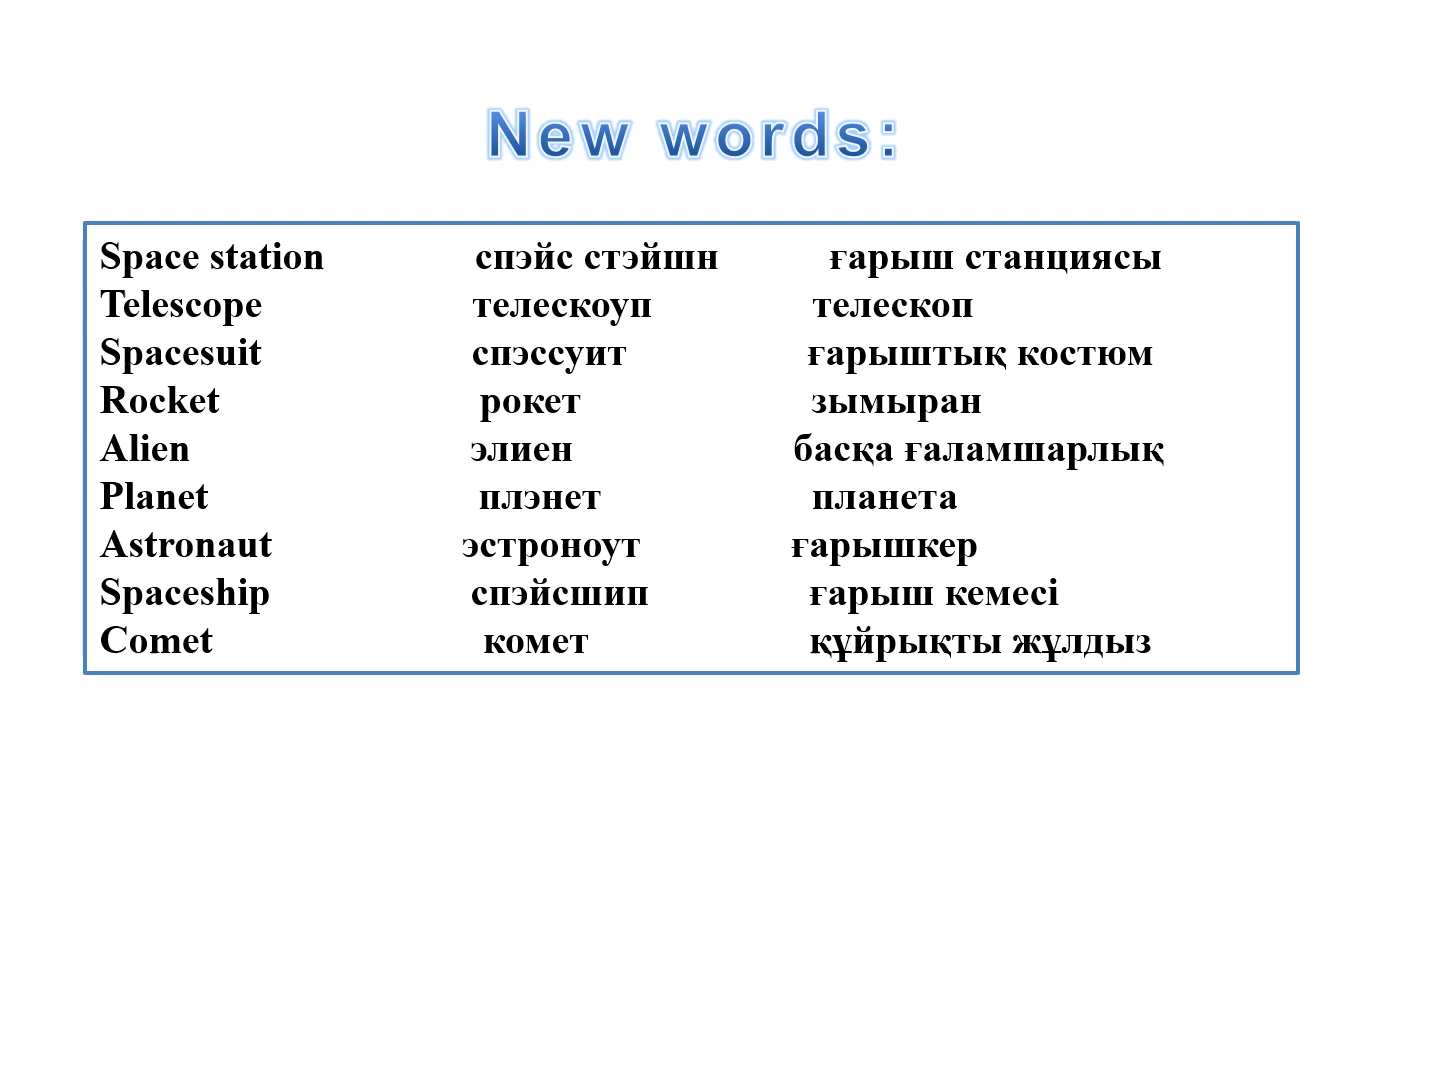 New words:
Space station спэйс стэйшн ғарыш станциясы
Telescope телескоуп телескоп
Spacesuit спэссуит ғарыштық костюм
Rocket рокет зымыран
Alien элиен басқа ғаламшарлық
Planet плэнет планета
Astronaut эстроноут ғарышкер
Spaceship спэйсшип ғарыш кемесі
Comet комет құйрықты жұлдыз